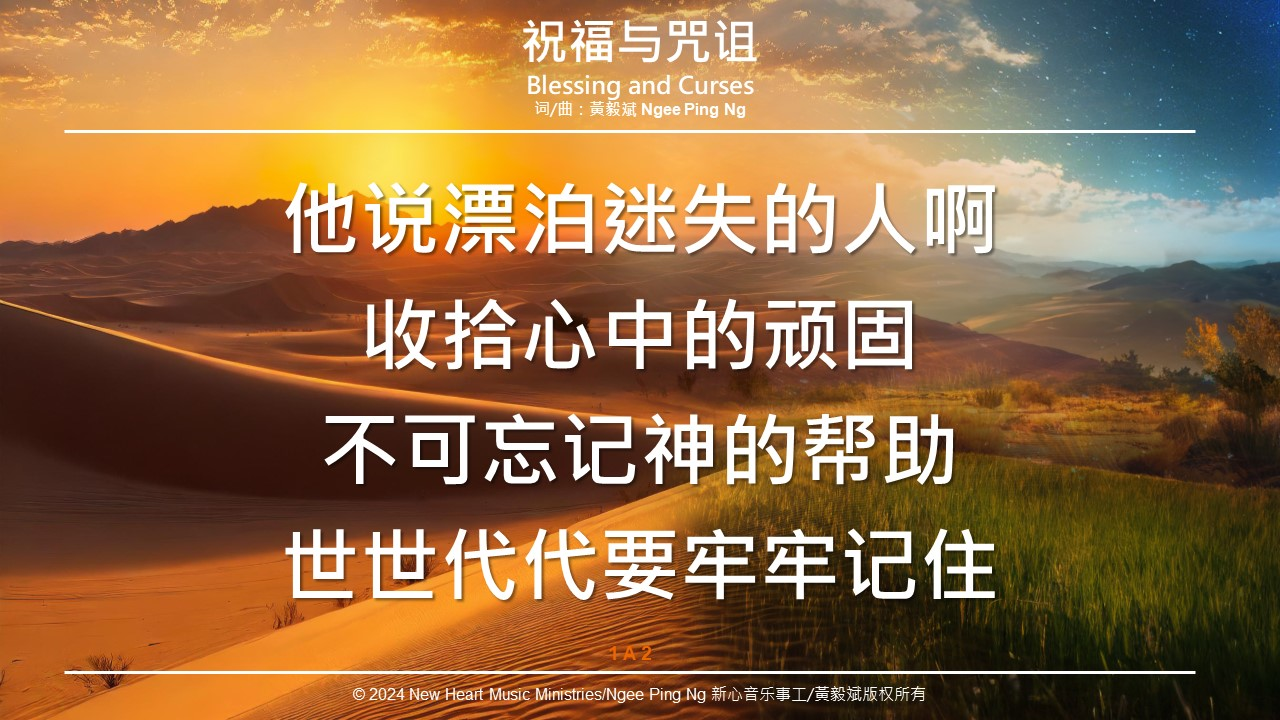 祝福与咒诅
Blessing and Curses
词/曲：黃毅斌 Ngee Ping Ng
他说漂泊迷失的人啊
收拾心中的顽固
不可忘记神的帮助
世世代代要牢牢记住
1 A 2
© 2024 New Heart Music Ministries/Ngee Ping Ng 新心音乐事工/黃毅斌版权所有